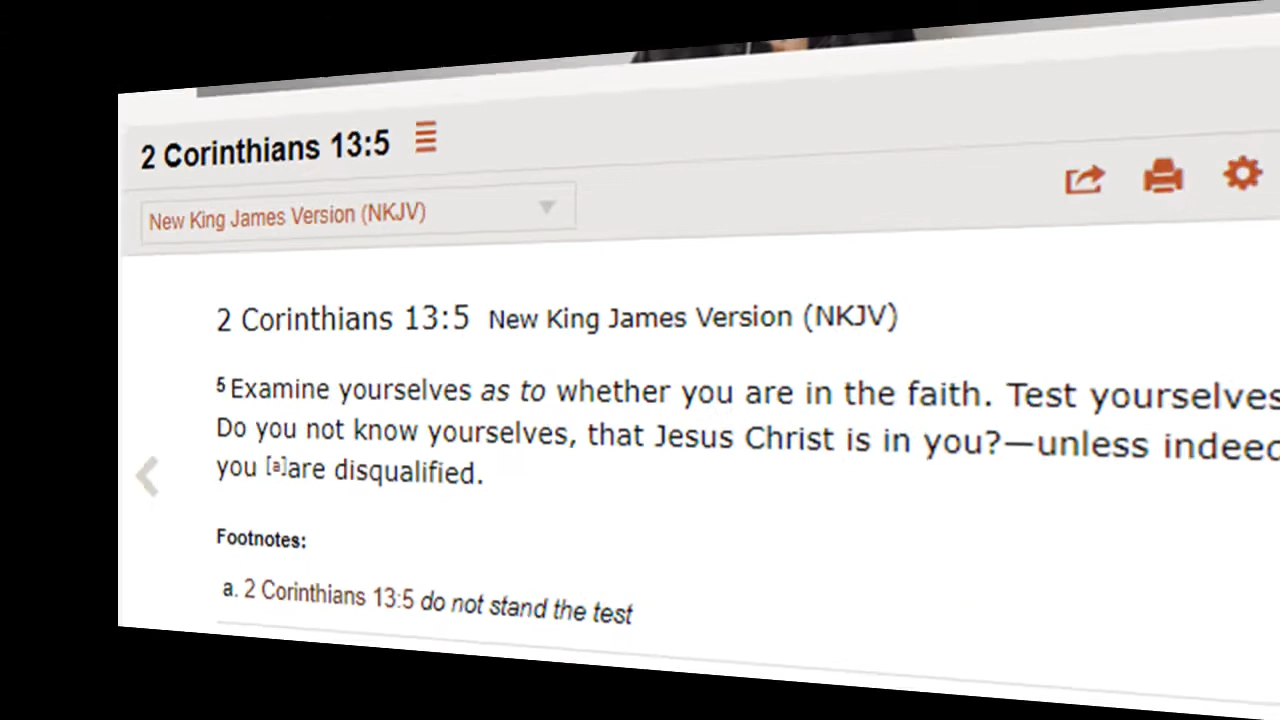 2 Corinthians 13:5
New King James Version (NKJV)
2 Corinthians 13:5 New King James Version (NKJV)
5 Examine yourselves as to whether you are in the faith. Test yourselves
Do you not know yourselves, that Jesus Christ is in you?—unless indeed
you [a]are disqualified.
Footnotes:
a. 2 Corinthians 13:5 do not stand the test